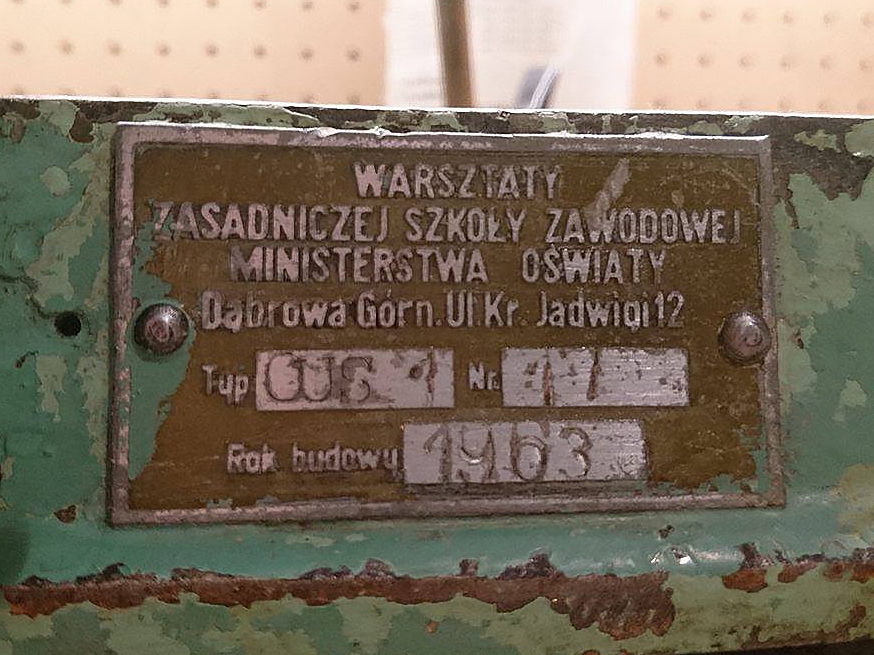 WARSZTATY
ZASADNICZEJ SZKOŁY ZAWODOWEJ
MINISTERSTWA OŚWIATY
Dąbrowa Górn. Ul Kr. Jadwigi 12
Typ Nr.
Rok budowy 1963